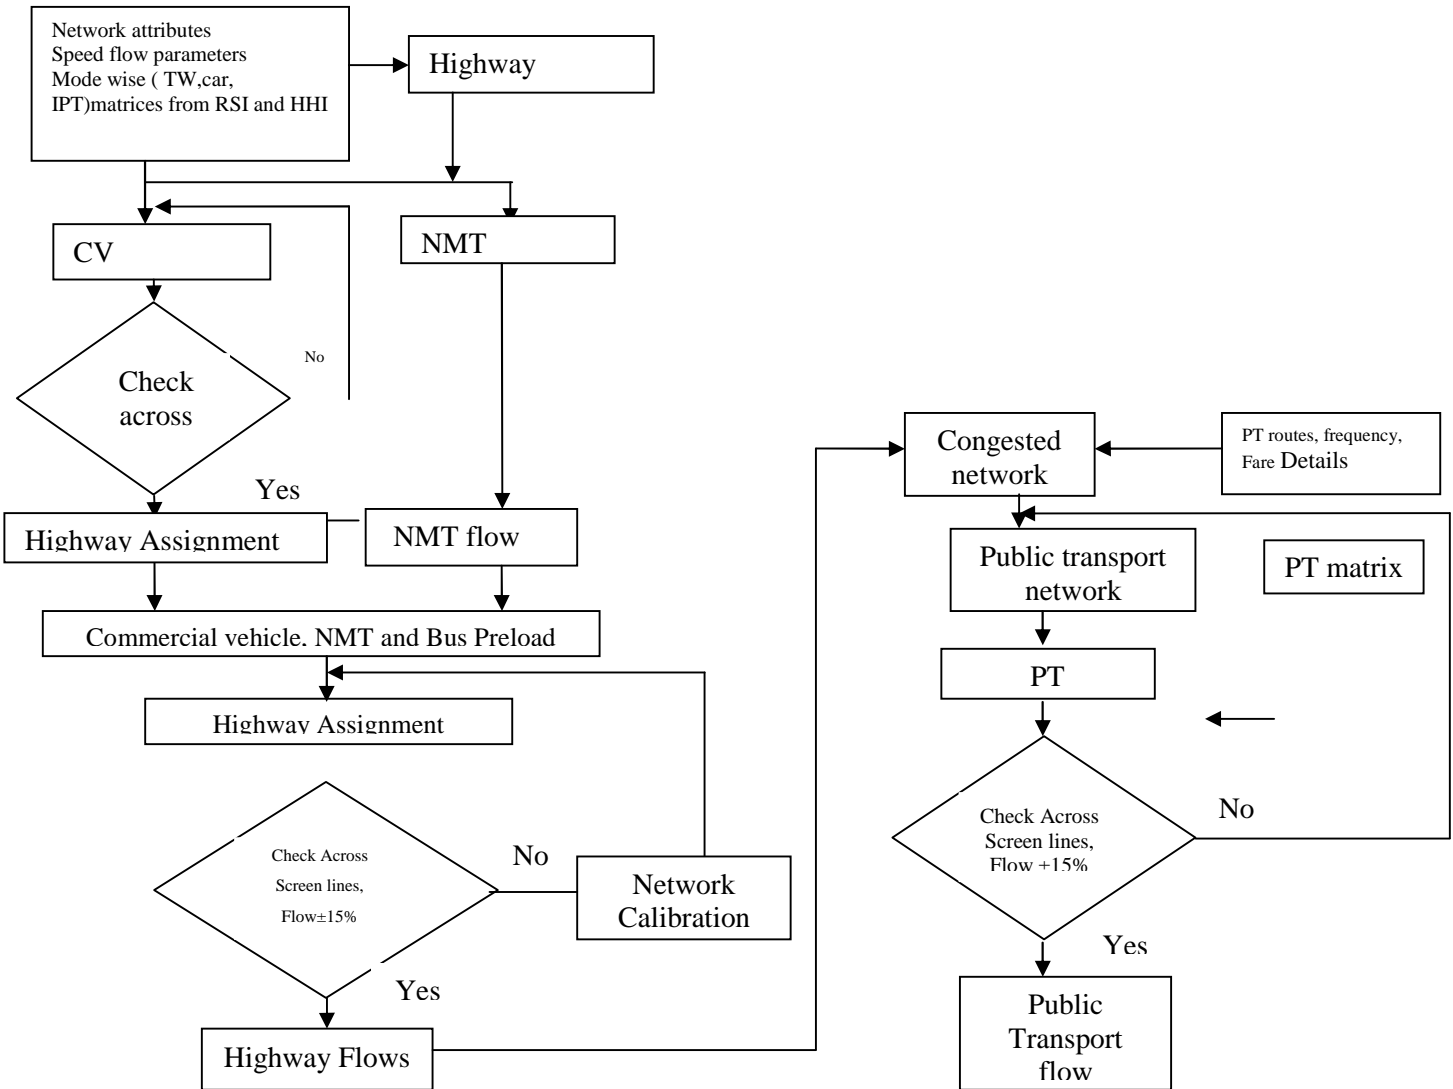 Network attributes
Speed flow parameters
Mode wise ( TW,car,
IPT)matrices from RSI and HHI
Highway
CV
NMT
No
Check
across
Yes
Highway Assignment
NMT flow
Commercial vehicle, NMT and Bus Preload
Highway Assignment
Check Across
Screen lines,
Flow±15%
No
Network
Calibration
Yes
Highway Flows
Congested
network
PT routes, frequency,
Fare Details
Public transport
network
PT matrix
PT
Check Across
Screen lines,
Flow +15%
No
Yes
Public
Transport
flow